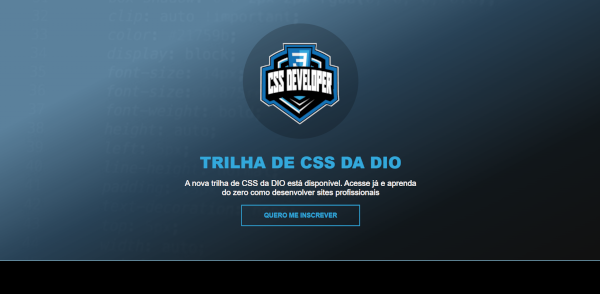 3
CSS DEVELOPER
TRILHA DE CSS DA DIO
A nova trilha de CSS da DIO está disponível. Acesse já e aprenda
do zero como desenvolver sites profissionais
QUERO ME INSCREVER